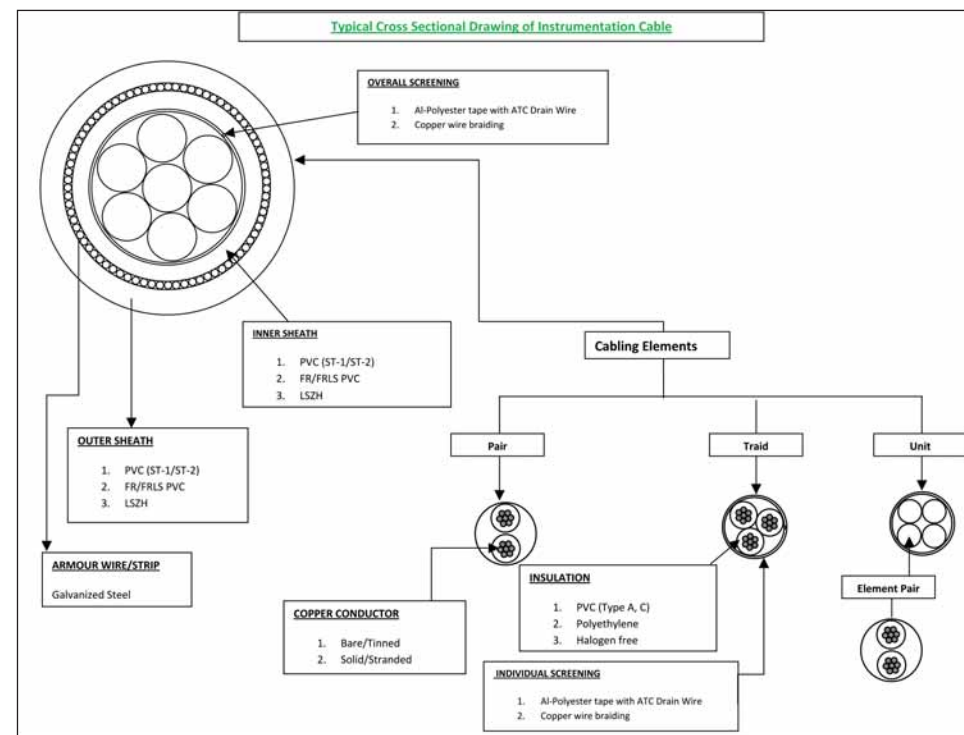 Typical Cross Sectional Drawing of Instrumentation Cable
OVERALL SCREENING
1. Al-Polyester tape with ATC Drain Wire
2. Copper wire braiding
INNER SHEATH
1. PVC (ST-1/ST-2)
2. FR/FRLS PVC
3. LSZH
Cabling Elements
OUTER SHEATH
1. PVC (ST-1/ST-2)
2. FR/FRLS PVC
3. LSZH
Pair
Traid
Unit
ARMOUR WIRE/STRIP
Galvanized Steel
COPPER CONDUCTOR
1. Bare/Tinned
2. Solid/Stranded
INSULATION
1. PVC (Type A, C)
2. Polyethylene
3. Halogen free
Element Pair
INDIVIDUAL SCREENING
1. Al-Polyester tape with ATC Drain Wire
2. Copper wire braiding